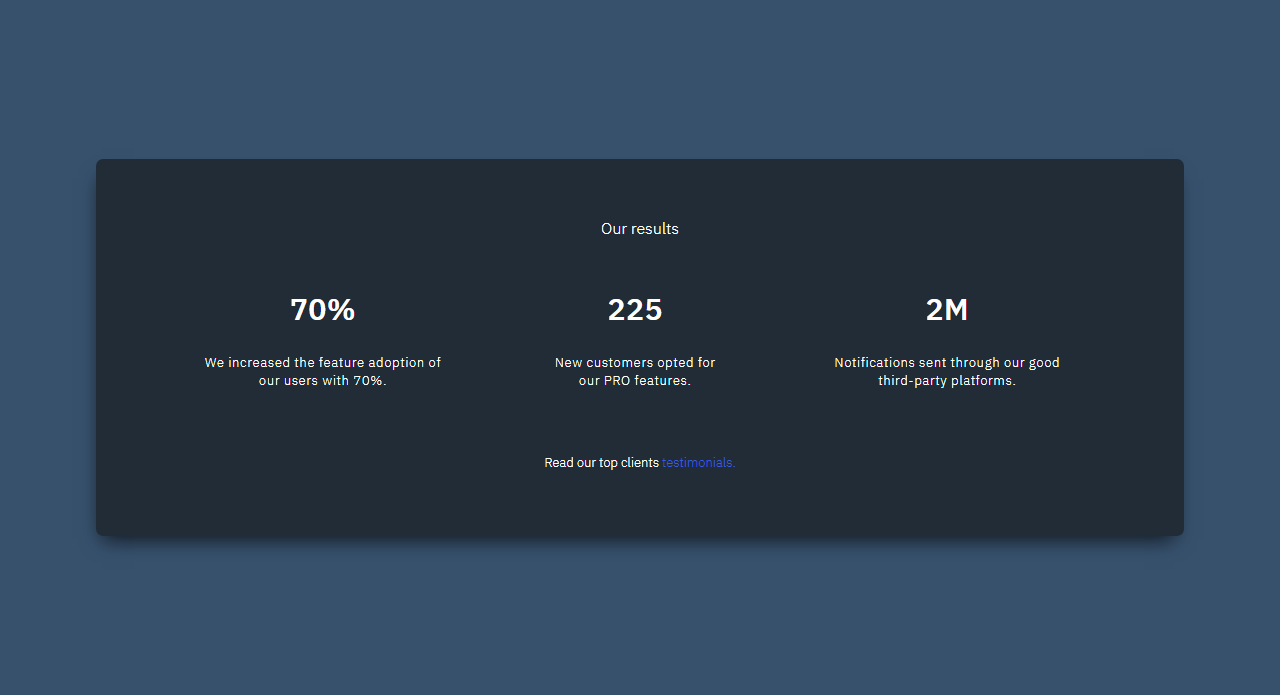 Our results
70%
225
2M
We increased the feature adoption of
our users with 70%.
New customers opted for
our PRO features.
Notifications sent through our good
third-party platforms.
Read our top clients testimonials.